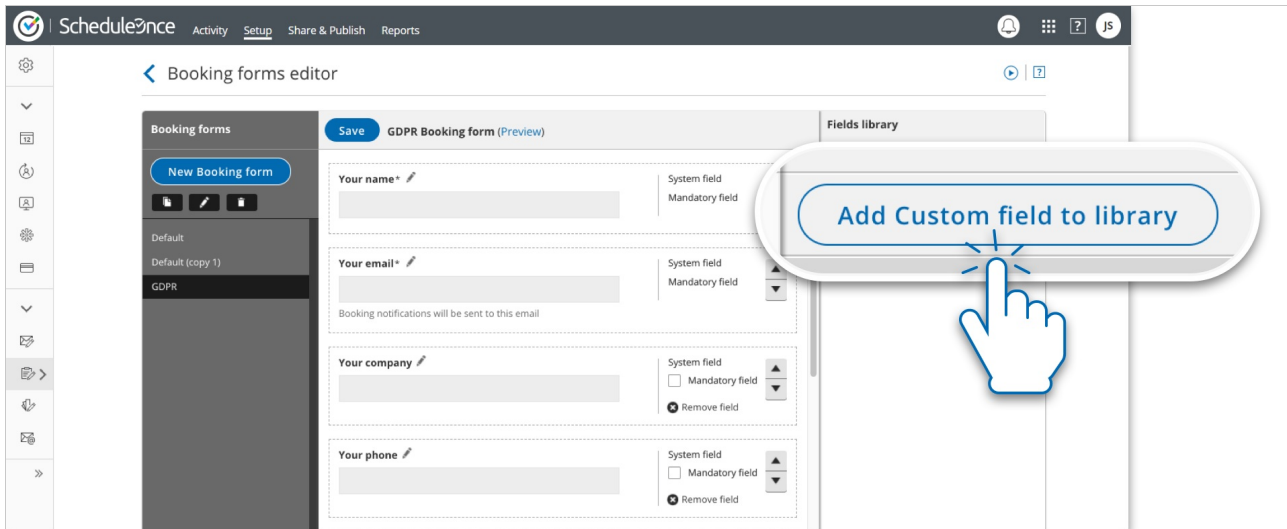 ScheduleOnce Activity Setup Share & Publish Reports ? JS
Booking forms editor ?
12
Booking forms
Save GDPR Booking form (Preview)
Fields library
New Booking form
Default
Default (copy 1)
GDPR
Your name*
System field
Mandatory field
Your email*
System field
Mandatory field
Booking notifications will be sent to this email
Your company
System field
Mandatory field
Remove field
Your phone
System field
Mandatory field
Remove field
Add Custom field to library